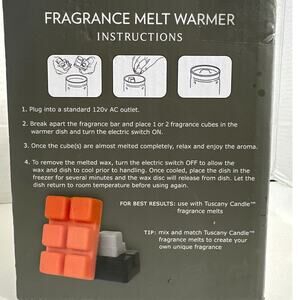 FRAGRANCE MELT WARMER
INSTRUCTIONS
1. Plug into a standard 120v AC outlet.
2. Break apart the fragrance bar and place 1 or 2 fragrance cubes in the
warmer dish and turn the electric switch ON.
3. Once the cube(s) are almost melted completely, relax and enjoy the aroma.
4. To remove the melted wax, turn the electric switch OFF to allow the
wax and dish to cool prior to handling. Once cooled, place the dish in the
freezer for several minutes and the wax disc will release from dish. Let the
dish return to room temperature before using again.
FOR BEST RESULTS: use with Tuscany Candle™
fragrance melts
TIP: mix and match Tuscany Candle™
fragrance melts to create your
own unique fragrance